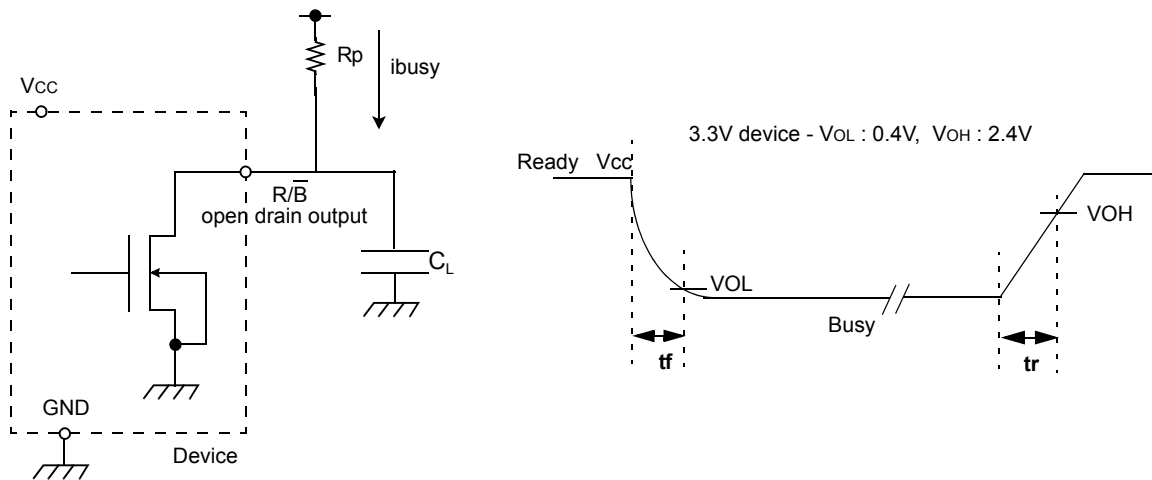 Rp
ibusy
VCC
R/B̅
open drain output
CL
GND
Device
3.3V device - VOL : 0.4V, VOH : 2.4V
Ready Vcc
VOH
VOL
Busy
tf
tr